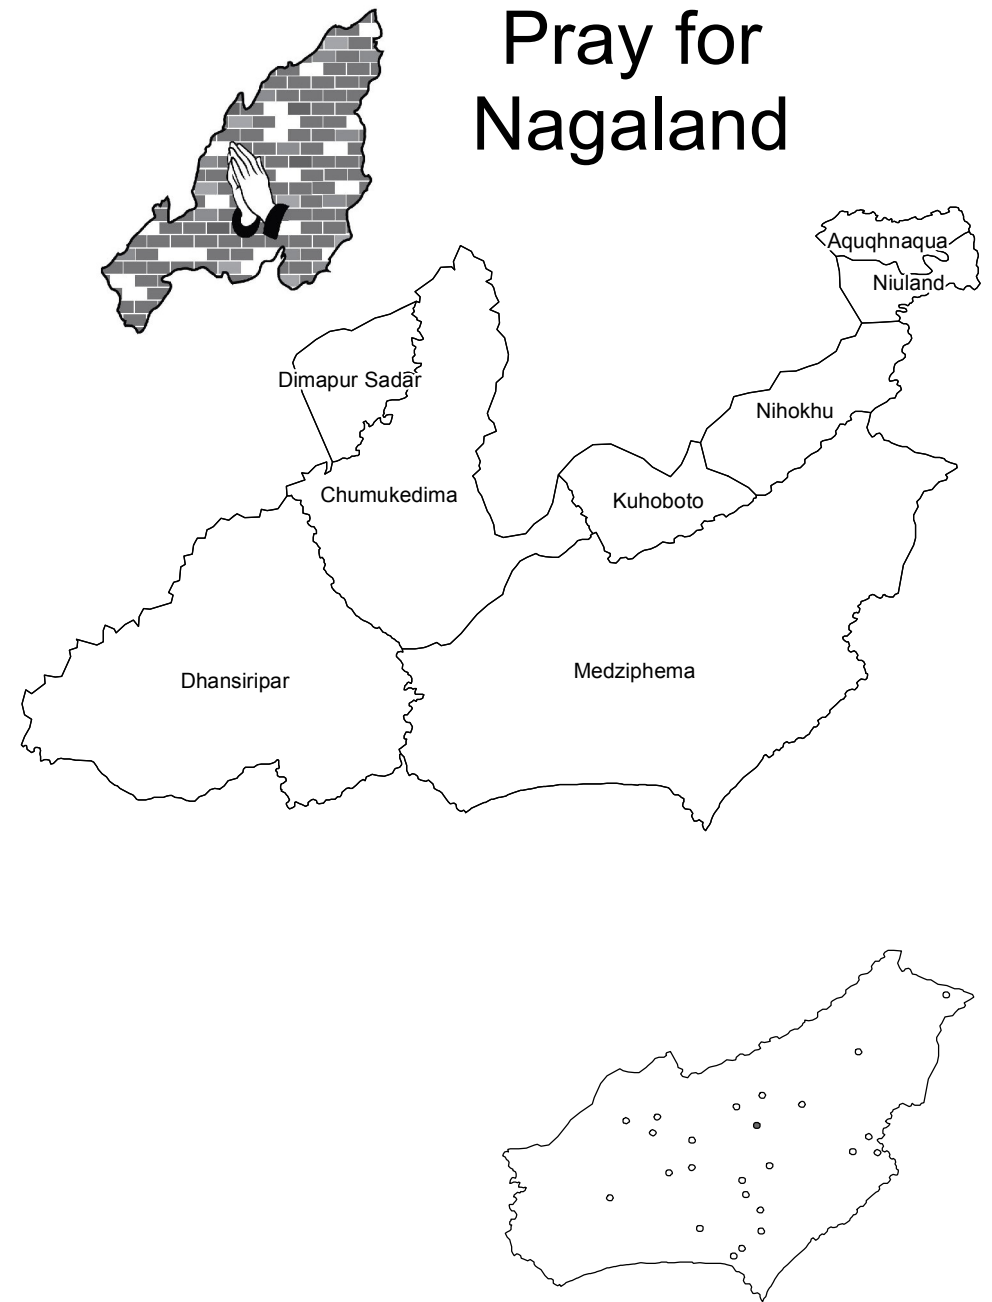 Pray for
Nagaland
Aquqhnaqua
Niuland
Dimapur Sadar
Nihokhu
Chumukedima
Kuhoboto
Medziphema
Dhansiripar